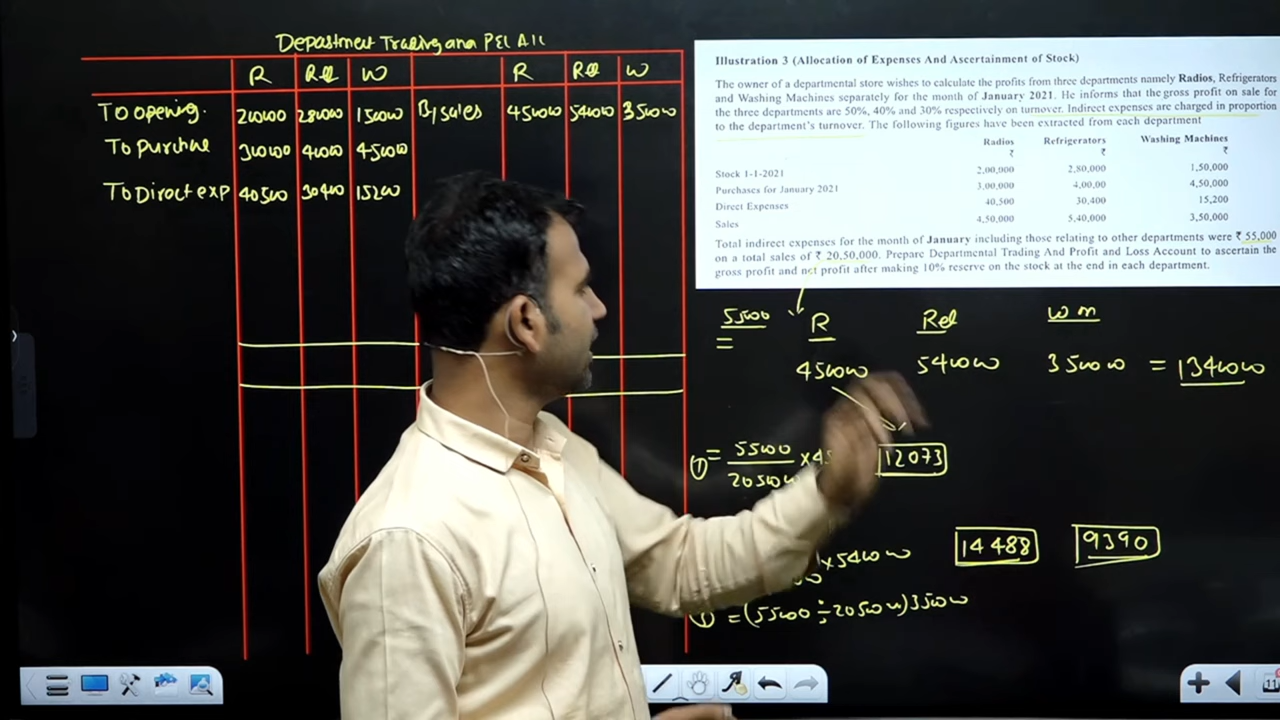 Department Trading and P&L A/c
R Ref W R Ref W
To opening. 200000 280000 150000 By sales 450000 540000 350000
To purchase 300000 400000 450000
To Direct exp 40500 30400 15200
Illustration 3 (Allocation of Expenses And Ascertainment of Stock)
The owner of a departmental store wishes to calculate the profits from three departments namely Radios, Refrigerators
and Washing Machines separately for the month of January 2021. He informs that the gross profit on sale for
the three departments are 50%, 40% and 30% respectively on turnover. Indirect expenses are charged in proportion
to the department's turnover. The following figures have been extracted from each department
Radios Refrigerators Washing Machines
₹ ₹ ₹
Stock 1-1-2021 2,00,000 2,80,000 1,50,000
Purchases for January 2021 3,00,000 4,00,00 4,50,000
Direct Expenses 40,500 30,400 15,200
Sales 4,50,000 5,40,000 3,50,000
Total indirect expenses for the month of January including those relating to other departments were ₹ 55,000
on a total sales of ₹ 20,50,000. Prepare Departmental Trading And Profit and Loss Account to ascertain the
gross profit and net profit after making 10% reserve on the stock at the end in each department.
55000 R Ref W m
= 450000 540000 350000 = 1340000
① = 55000 / 2050000 × 12073
× 540000 14488 9390
① = (55000 ÷ 2050000) 350000